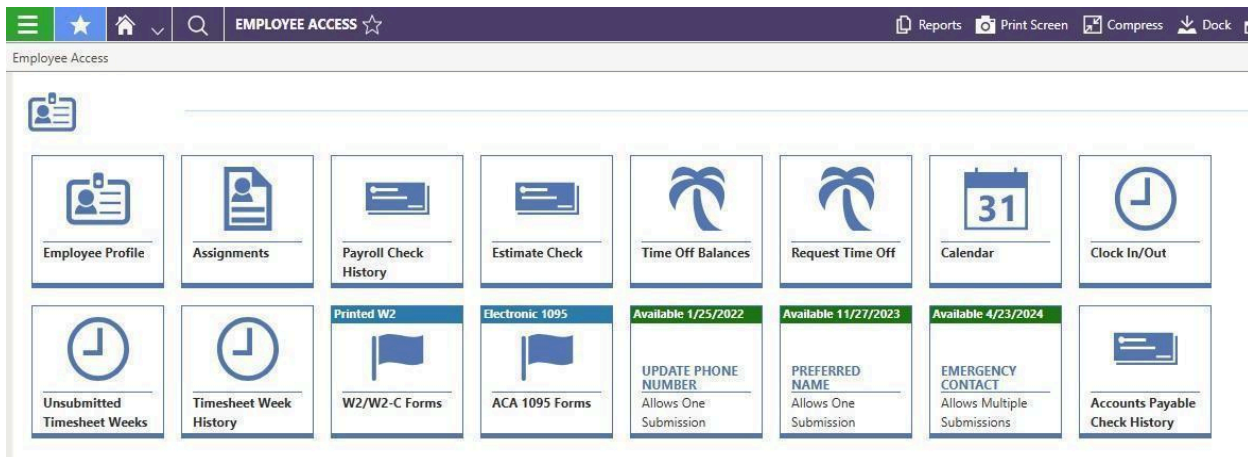 EMPLOYEE ACCESS
Reports
Print Screen
Compress
Dock
Employee Access
Employee Profile
Assignments
Payroll Check
History
Estimate Check
Time Off Balances
Request Time Off
31
Calendar
Clock In/Out
Unsubmitted
Timesheet Weeks
Timesheet Week
History
Printed W2
W2/W2-C Forms
Electronic 1095
ACA 1095 Forms
Available 1/25/2022
UPDATE PHONE
NUMBER
Allows One
Submission
Available 11/27/2023
PREFERRED
NAME
Allows One
Submission
Available 4/23/2024
EMERGENCY
CONTACT
Allows Multiple
Submissions
Accounts Payable
Check History